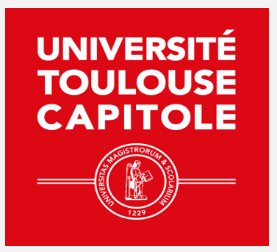 UNIVERSITÉ
TOULOUSE
CAPITOLE
UNIVERSITAS MAGISTRORUM & SCOLARIUM
1229